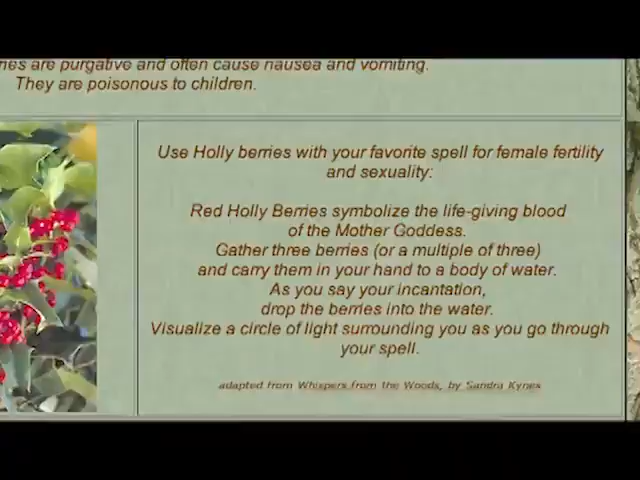 ries are purgative and often cause nausea and vomiting.
They are poisonous to children.
Use Holly berries with your favorite spell for female fertility
and sexuality:
Red Holly Berries symbolize the life-giving blood
of the Mother Goddess.
Gather three berries (or a multiple of three)
and carry them in your hand to a body of water.
As you say your incantation,
drop the berries into the water.
Visualize a circle of light surrounding you as you go through
your spell.
adapted from Whispers from the Woods, by Sandra Kynes